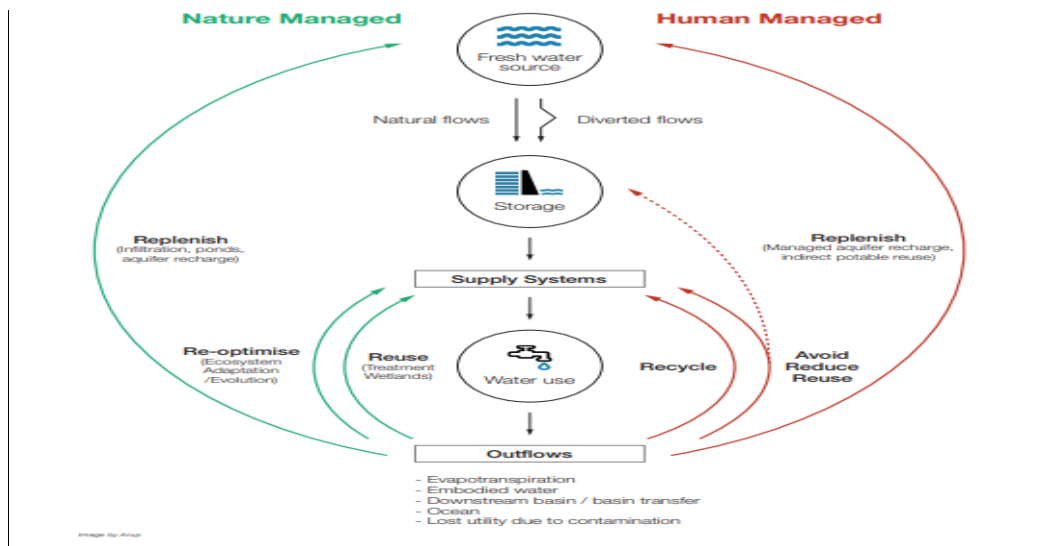 Nature Managed
Human Managed
Fresh water
source
Natural flows
Diverted flows
Storage
Replenish
(Infiltration, ponds,
aquifer recharge)
Replenish
(Managed aquifer recharge,
indirect potable reuse)
Supply Systems
Re-optimise
(Ecosystem
Adaptation
/Evolution)
Reuse
(Treatment
Wetlands)
Water use
Recycle
Avoid
Reduce
Reuse
Outflows
- Evapotranspiration
- Embodied water
- Downstream basin / basin transfer
- Ocean
- Lost utility due to contamination
Image by Arup